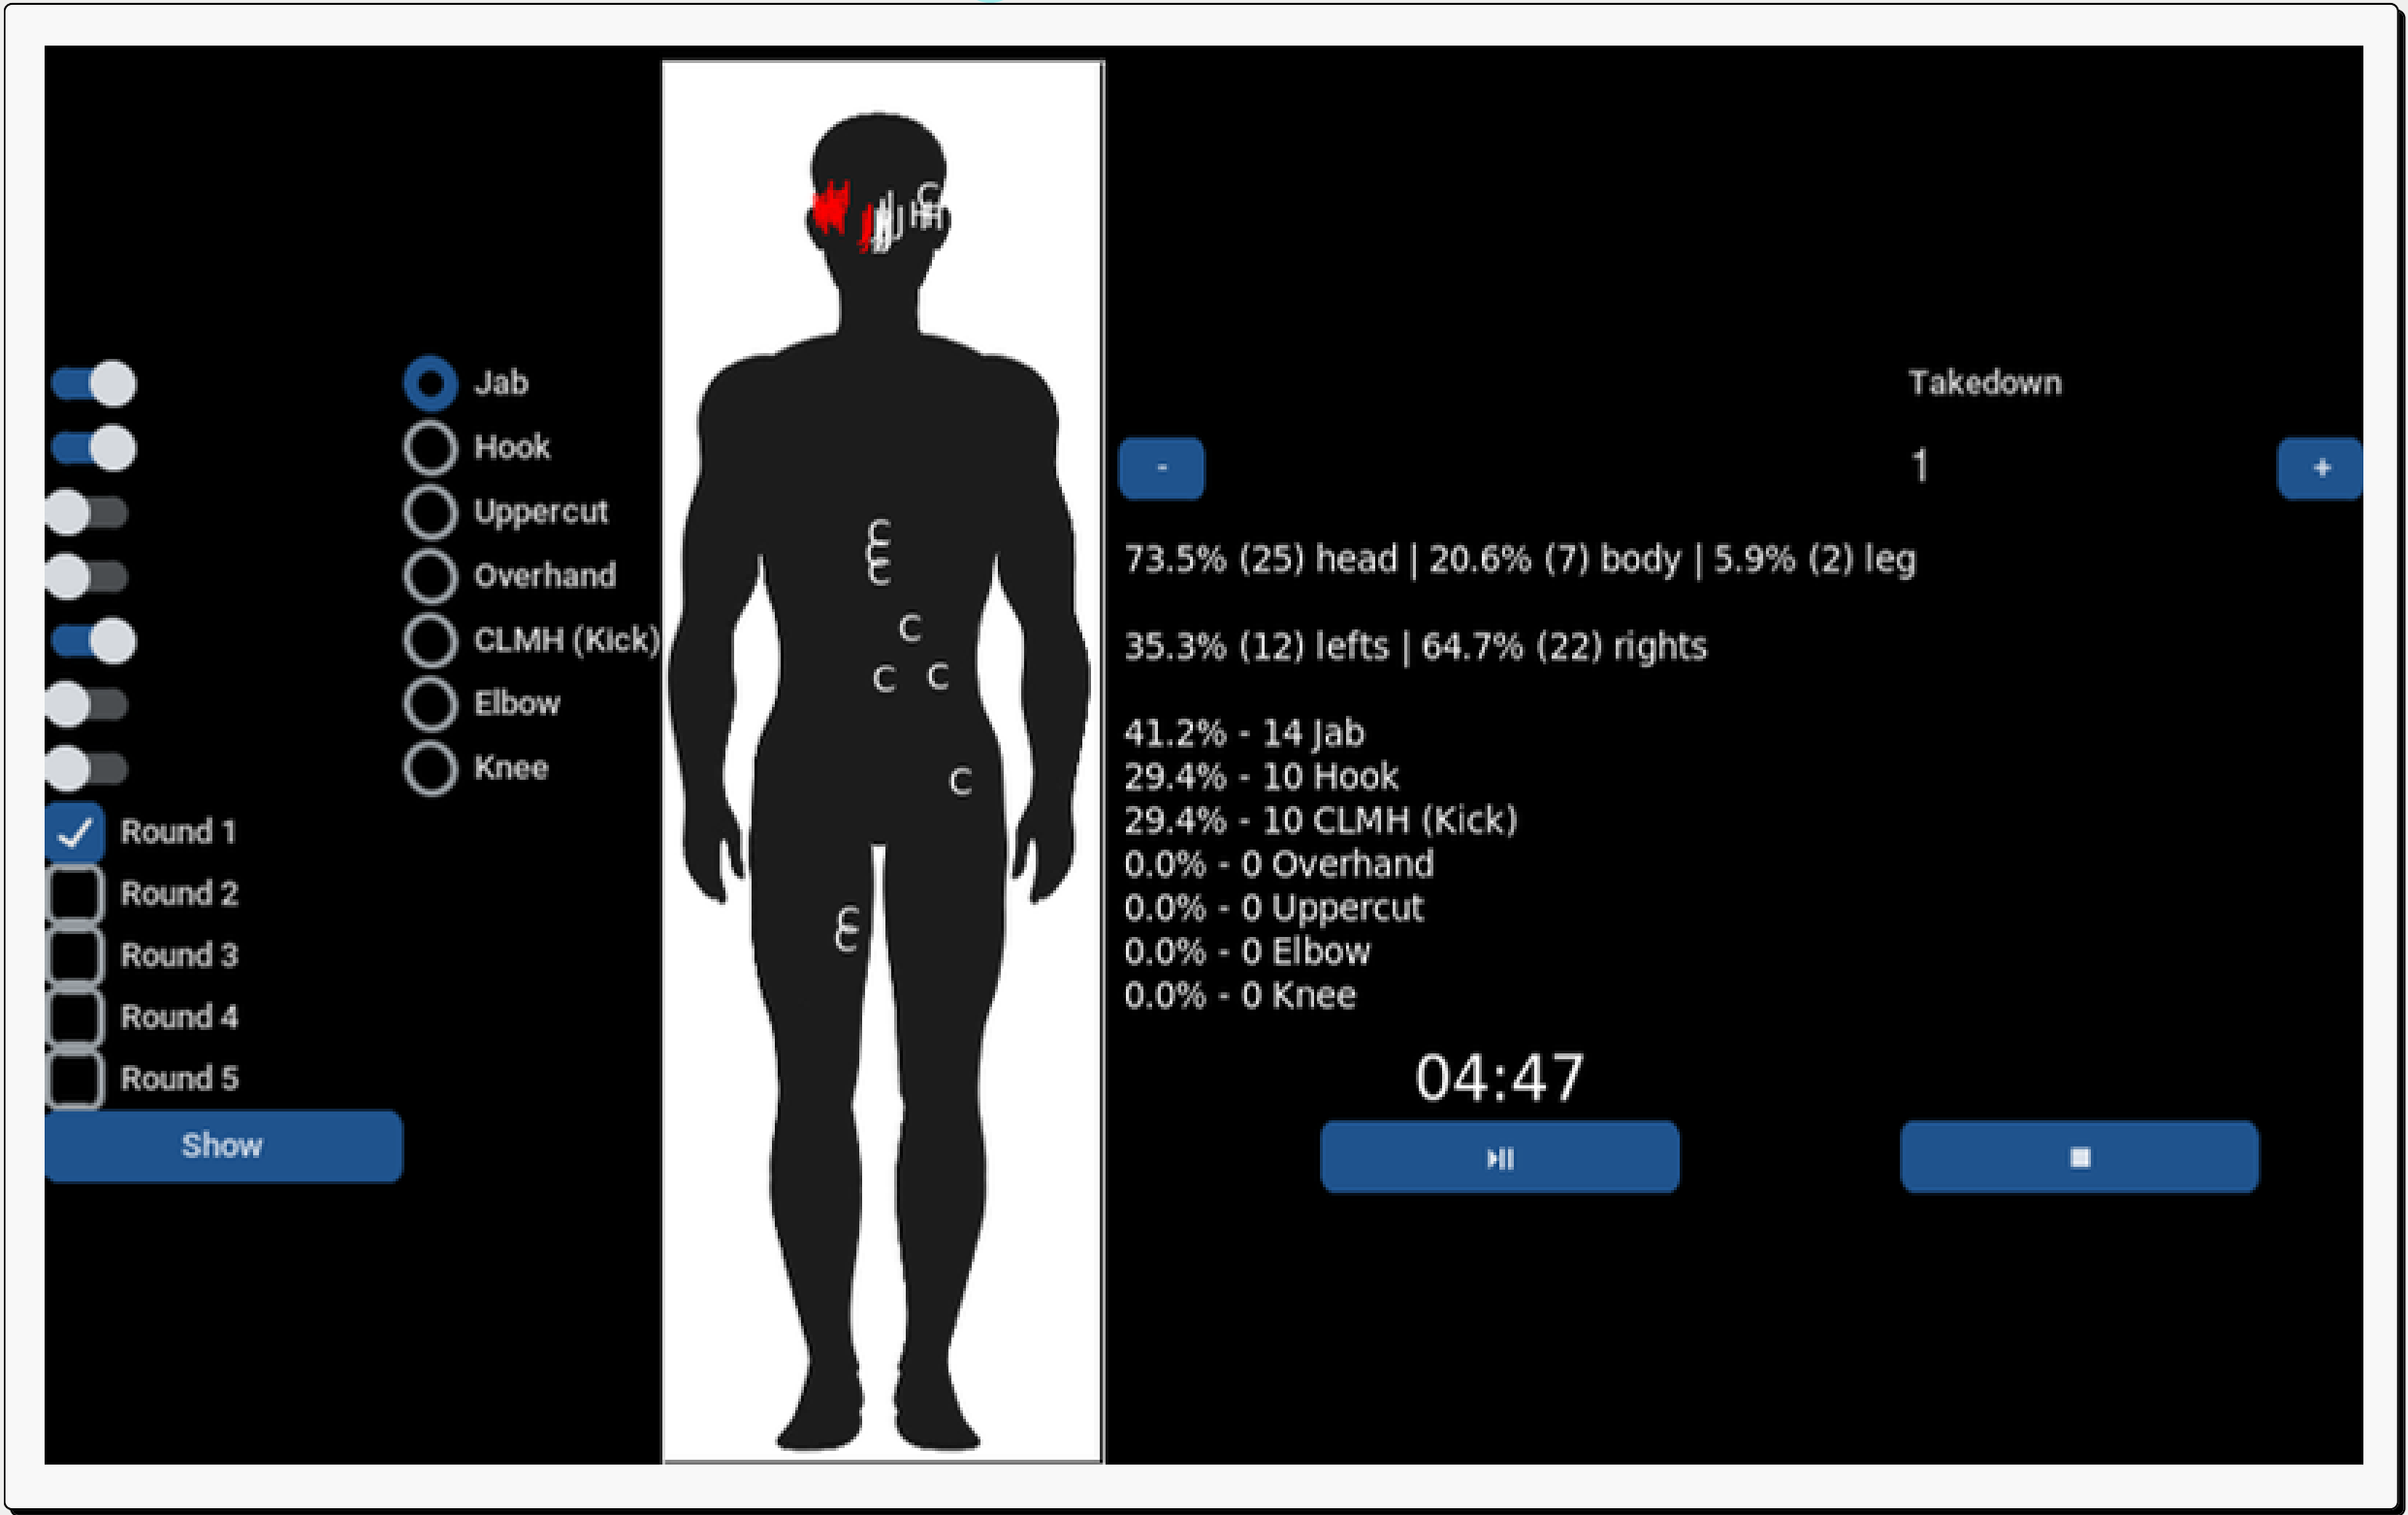 Jab
Hook
Uppercut
Overhand
CLMH (Kick)
Elbow
Knee
Round 1
Round 2
Round 3
Round 4
Round 5
Show
C
H H
J J
C
C
C
C
C C
C
C
C
Takedown
- 1 +
73.5% (25) head | 20.6% (7) body | 5.9% (2) leg
35.3% (12) lefts | 64.7% (22) rights
41.2% - 14 Jab
29.4% - 10 Hook
29.4% - 10 CLMH (Kick)
0.0% - 0 Overhand
0.0% - 0 Uppercut
0.0% - 0 Elbow
0.0% - 0 Knee
04:47